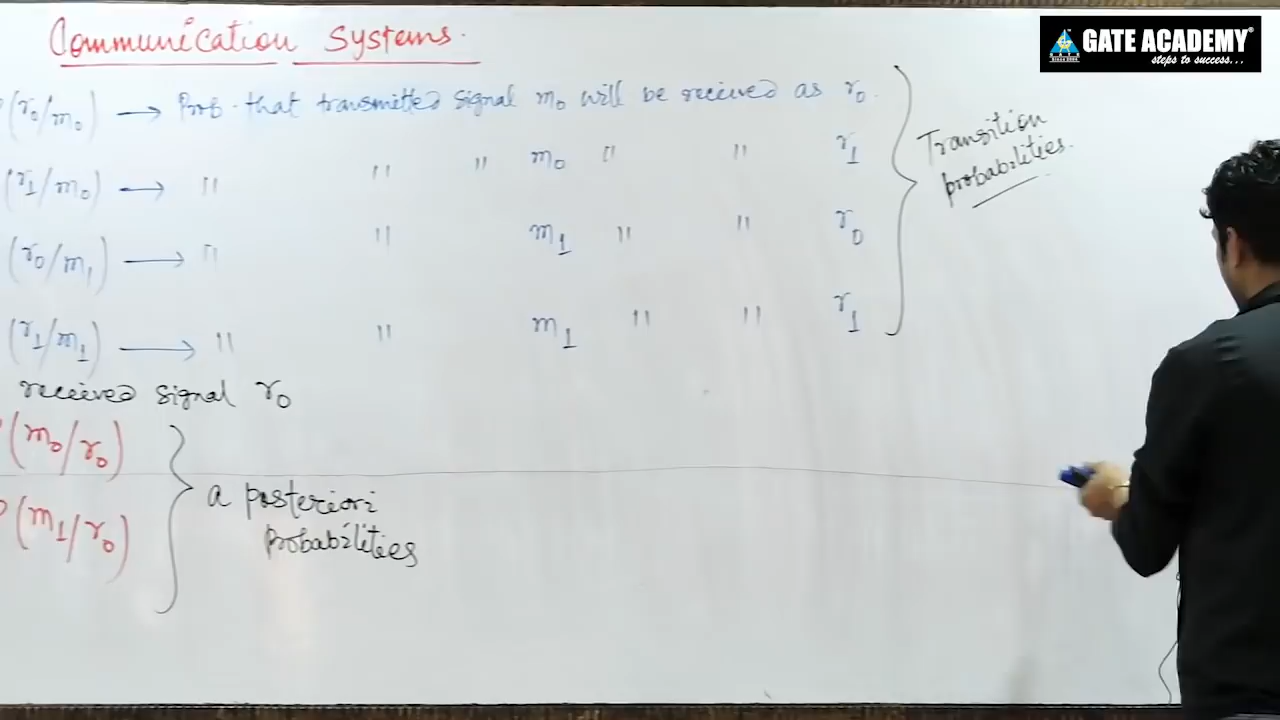 Communication Systems.
GATE ACADEMY®
steps to success...
(r0/m0) → Prob. that transmitted signal m0 will be received as r0.
(r1/m0) → " " " m0 " " r1
(r0/m1) → " " m1 " " r0
(r1/m1) → " " m1 " " r1
Transition
probabilities.
received signal r0
P(m0/r0)
P(m1/r0)
a posteriori
probabilities